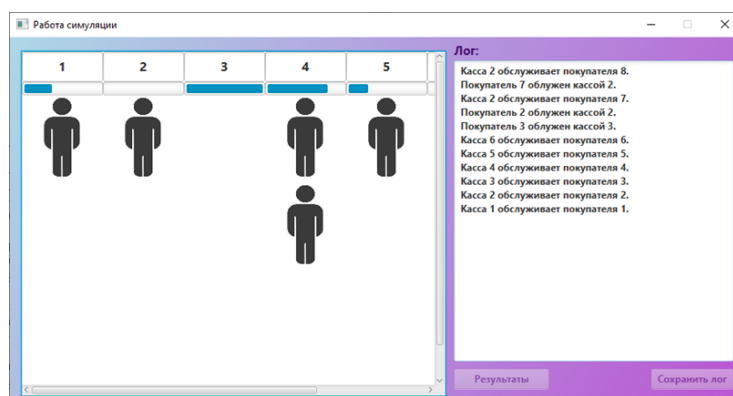 Работа симуляции
1 2 3 4 5
Лог:
Касса 2 обслуживает покупателя 8.
Покупатель 7 облужен кассой 2.
Касса 2 обслуживает покупателя 7.
Покупатель 2 облужен кассой 2.
Покупатель 3 облужен кассой 3.
Касса 6 обслуживает покупателя 6.
Касса 5 обслуживает покупателя 5.
Касса 4 обслуживает покупателя 4.
Касса 3 обслуживает покупателя 3.
Касса 2 обслуживает покупателя 2.
Касса 1 обслуживает покупателя 1.
Результаты
Сохранить лог